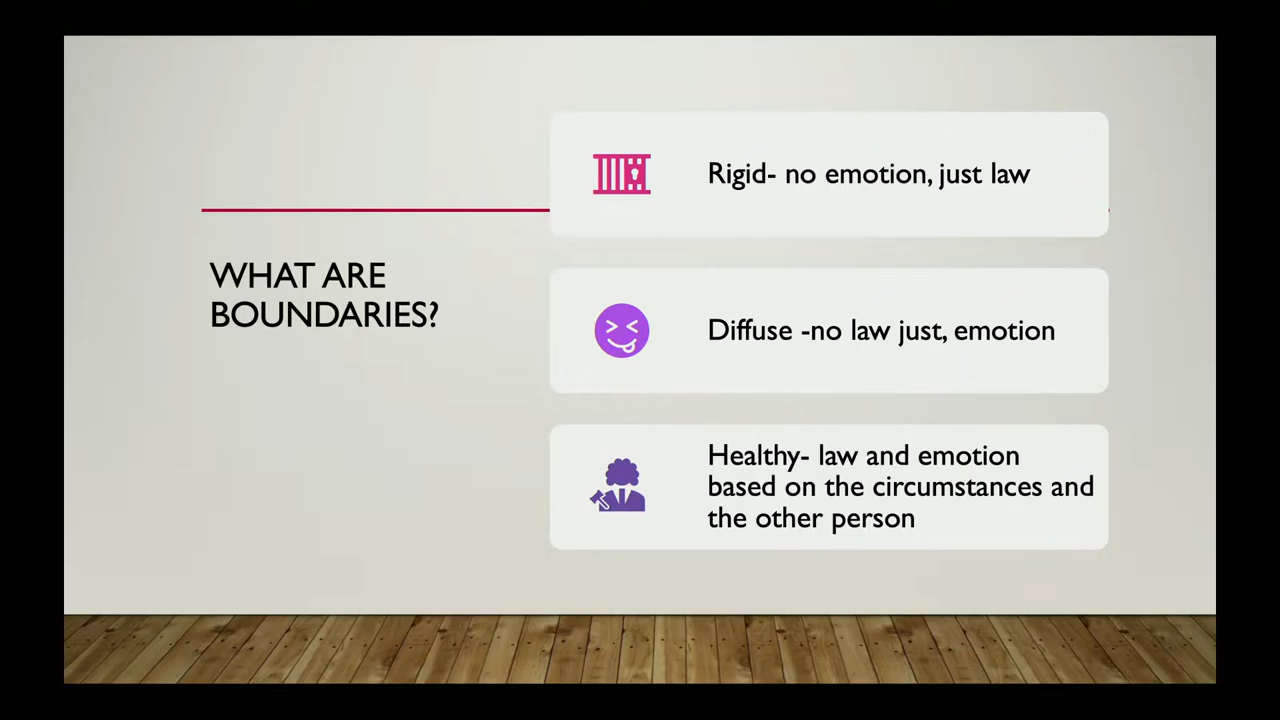 WHAT ARE
BOUNDARIES?
Rigid- no emotion, just law
Diffuse -no law just, emotion
Healthy- law and emotion
based on the circumstances and
the other person